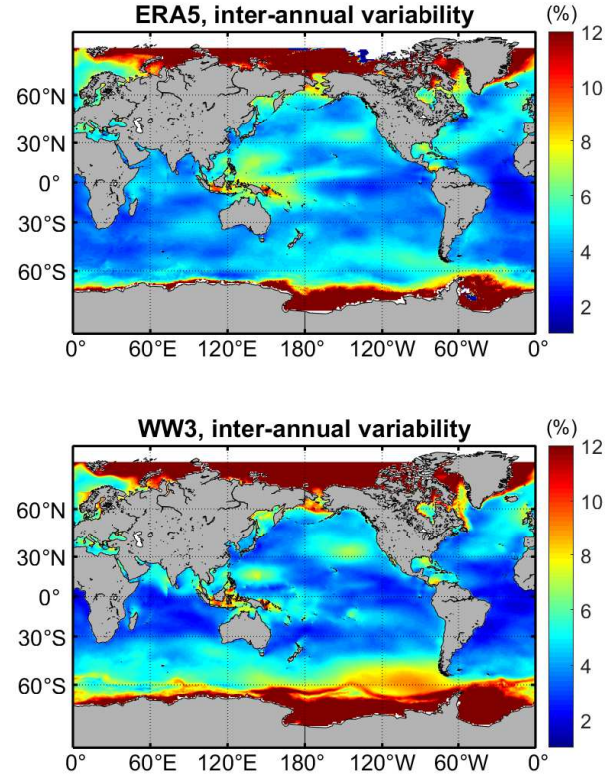 ERA5, inter-annual variability
(%)
12
10
8
6
4
2
60°N
30°N
0°
30°S
60°S
0°
60°E
120°E
180°
120°W
60°W
0°
WW3, inter-annual variability
(%)
12
10
8
6
4
2
60°N
30°N
0°
30°S
60°S
0°
60°E
120°E
180°
120°W
60°W
0°